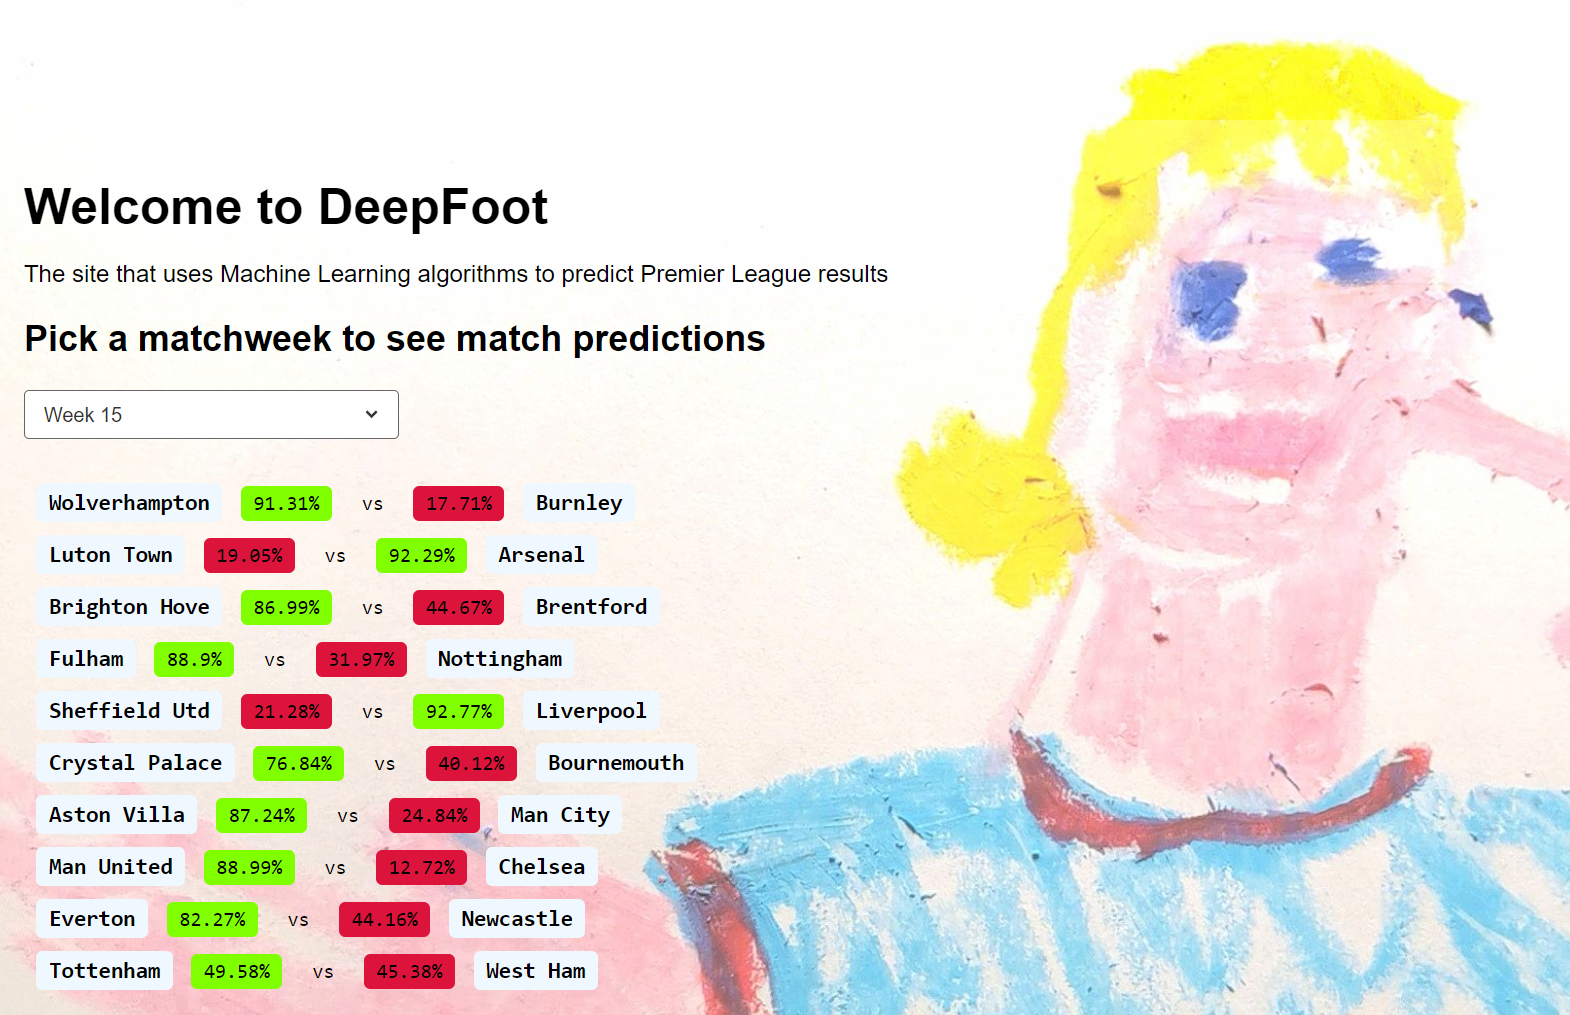 Welcome to DeepFoot
The site that uses Machine Learning algorithms to predict Premier League results
Pick a matchweek to see match predictions
Week 15
Wolverhampton 91.31% vs 17.71% Burnley
Luton Town 19.05% vs 92.29% Arsenal
Brighton Hove 86.99% vs 44.67% Brentford
Fulham 88.9% vs 31.97% Nottingham
Sheffield Utd 21.28% vs 92.77% Liverpool
Crystal Palace 76.84% vs 40.12% Bournemouth
Aston Villa 87.24% vs 24.84% Man City
Man United 88.99% vs 12.72% Chelsea
Everton 82.27% vs 44.16% Newcastle
Tottenham 49.58% vs 45.38% West Ham